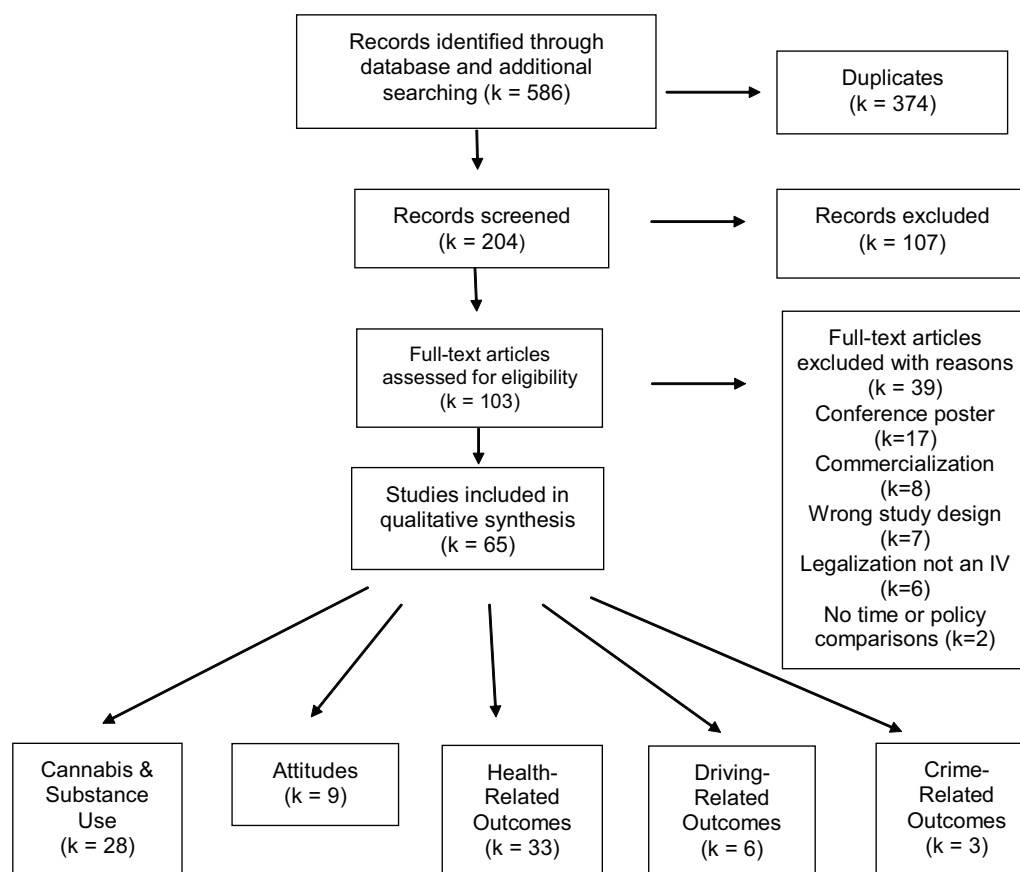 Records identified through
database and additional
searching (k = 586)
Duplicates
(k = 374)
Records screened
(k = 204)
Records excluded
(k = 107)
Full-text articles
assessed for eligibility
(k = 103)
Full-text articles
excluded with reasons
(k = 39)
Conference poster
(k=17)
Commercialization
(k=8)
Wrong study design
(k=7)
Legalization not an IV
(k=6)
No time or policy
comparisons (k=2)
Studies included in
qualitative synthesis
(k = 65)
Cannabis &
Substance
Use
(k = 28)
Attitudes
(k = 9)
Health-
Related
Outcomes
(k = 33)
Driving-
Related
Outcomes
(k = 6)
Crime-
Related
Outcomes
(k = 3)